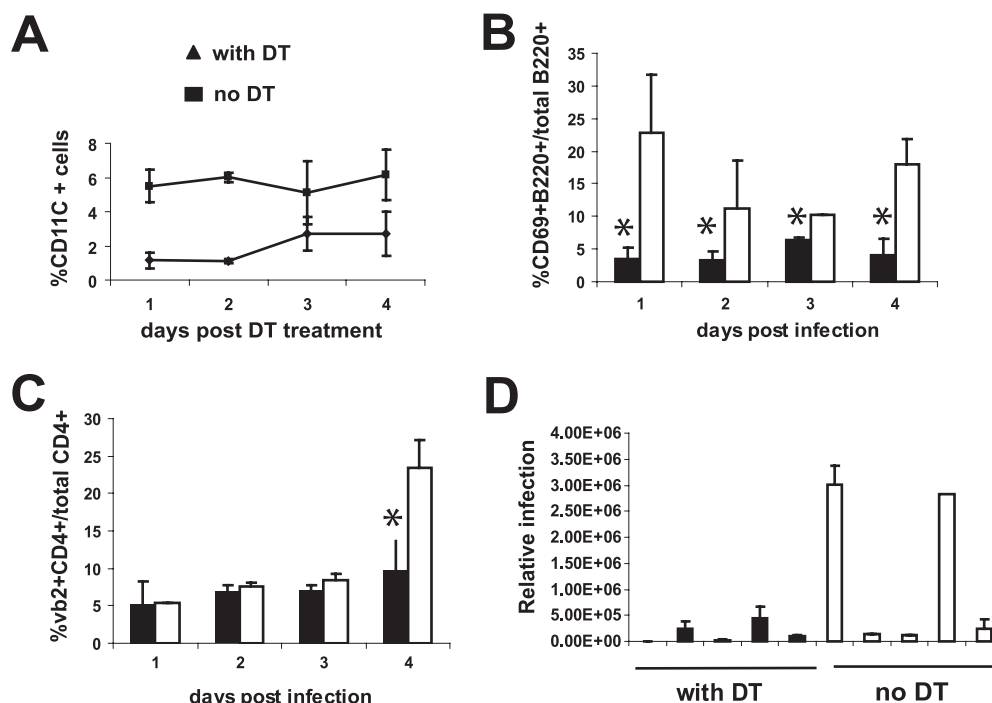 A
with DT
no DT
%CD11C + cells
8
6
4
2
0
1 2 3 4
days post DT treatment
B
%CD69+B220+/total B220+
35
30
25
20
15
10
5
0
* * * *
1 2 3 4
days post infection
C
%vb2+CD4+/total CD4+
30
25
20
15
10
5
0
*
1 2 3 4
days post infection
D
Relative infection
4.00E+06
3.50E+06
3.00E+06
2.50E+06
2.00E+06
1.50E+06
1.00E+06
5.00E+05
0.00E+00
with DT no DT